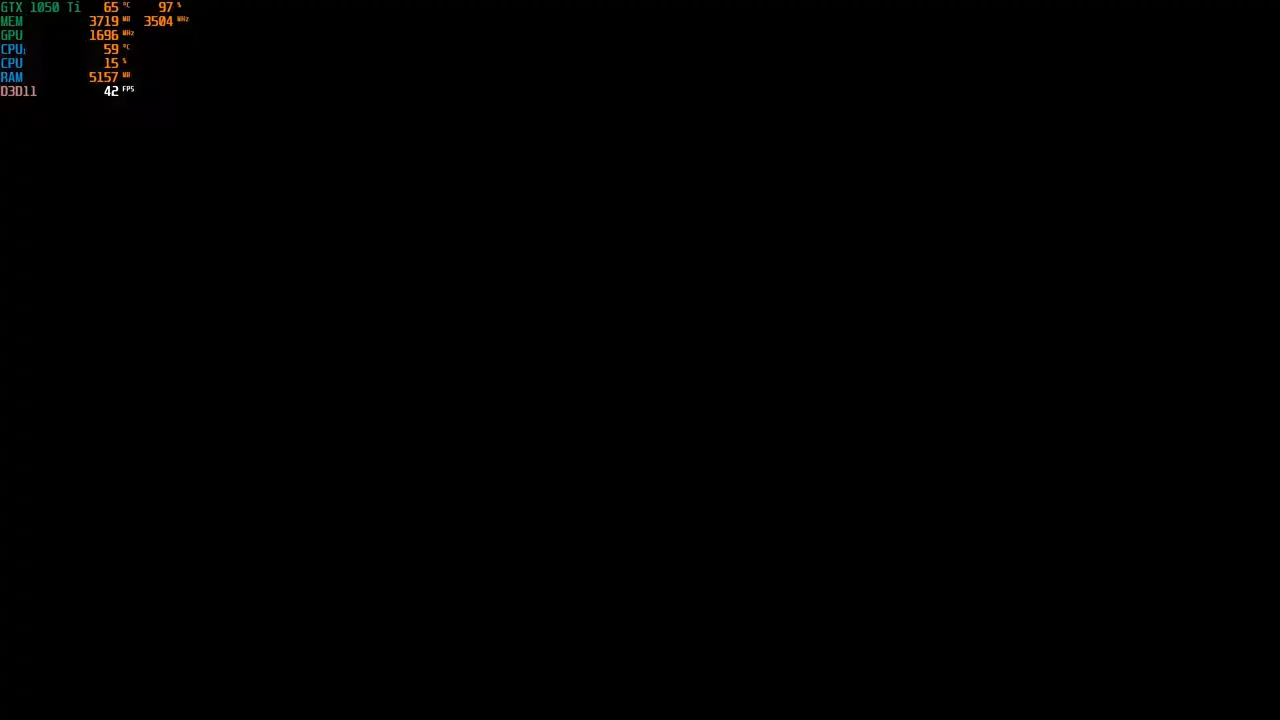 GTX 1050 Ti 65 °C 97 %
MEM 3719 MB 3504 MHz
GPU 1696 MHz
CPU1 59 °C
CPU 15 %
RAM 5157 MB
D3D11 42 FPS